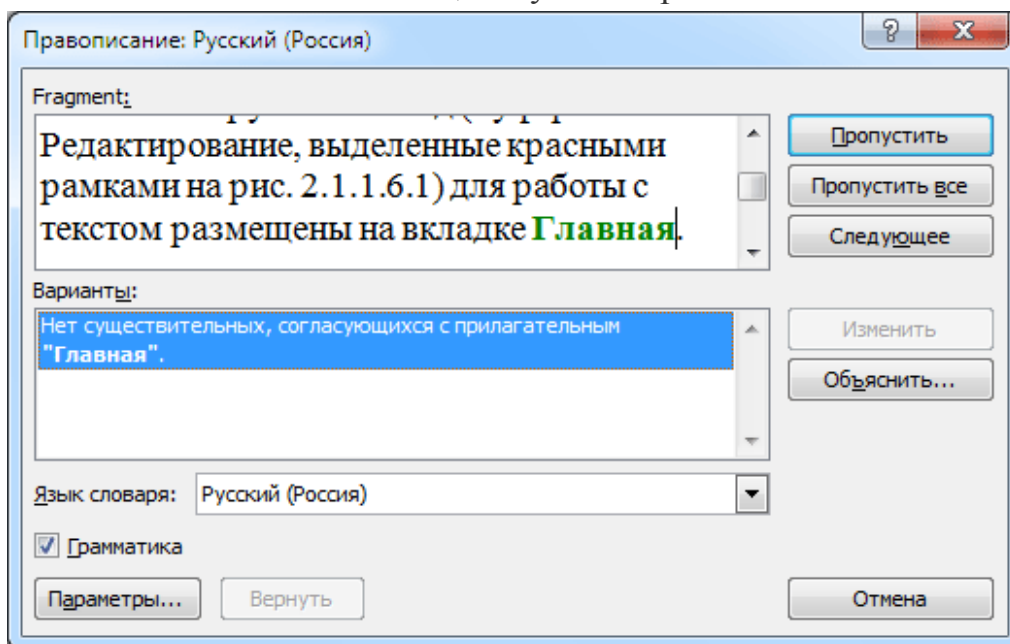 Правописание: Русский (Россия)
Fragment:
Редактирование, выделенные красными
рамками на рис. 2.1.1.6.1) для работы с
текстом размещены на вкладке Главная.
Пропустить
Пропустить все
Следующее
Варианты:
Нет существительных, согласующихся с прилагательным
"Главная".
Изменить
Объяснить...
Язык словаря: Русский (Россия)
Грамматика
Параметры...
Вернуть
Отмена